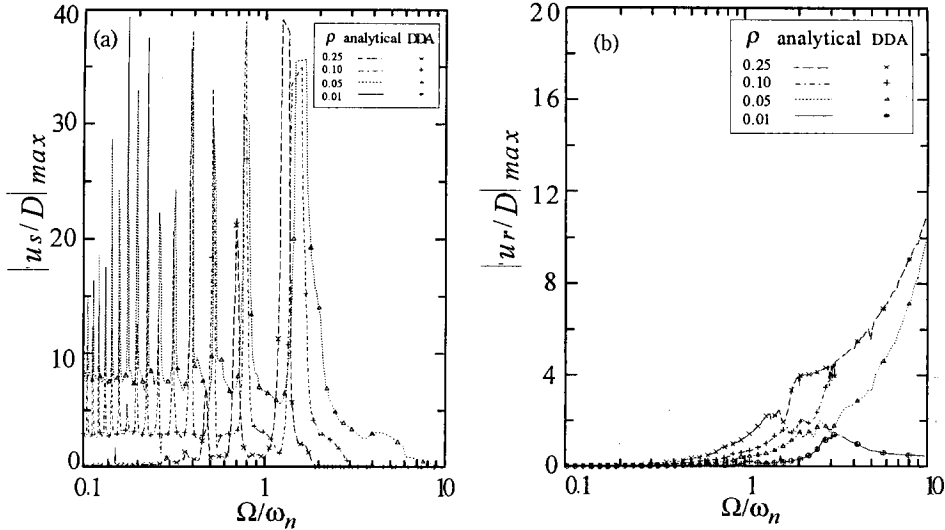 (a)
ρ analytical DDA
0.25
0.10
0.05
0.01
40
30
20
10
0
|us/D|max
0.1 1 10
Ω/ωn
(b)
ρ analytical DDA
0.25
0.10
0.05
0.01
20
16
12
8
4
0
|ur/D|max
0.1 1 10
Ω/ωn